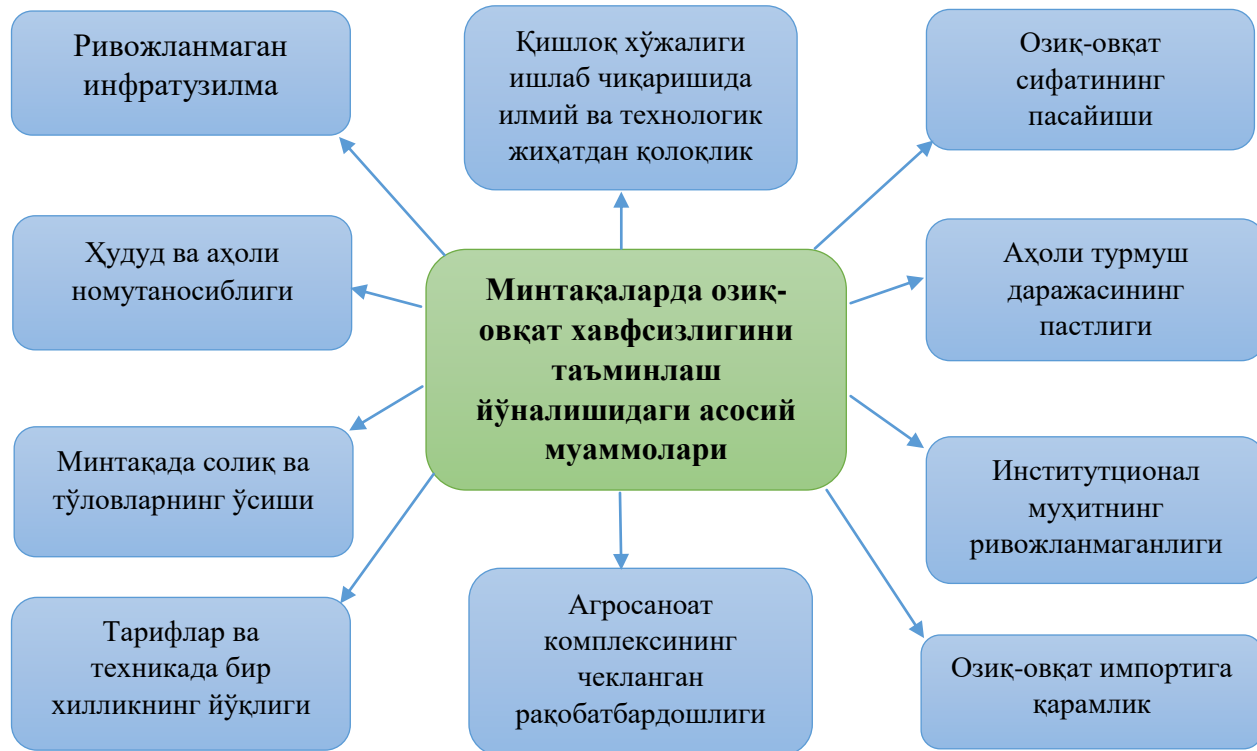 Ривожланмаган
инфратузилма
Қишлоқ хўжалиги
ишлаб чиқаришида
илмий ва технологик
жиҳатдан қолоқлик
Озиқ-овқат
сифатининг
пасайиши
Ҳудуд ва аҳоли
номутаносиблиги
Минтақаларда озиқ-
овқат хавфсизлигини
таъминлаш
йўналишидаги асосий
муаммолари
Аҳоли турмуш
даражасининг
пастлиги
Минтақада солиқ ва
тўловларнинг ўсиши
Институтционал
муҳитнинг
ривожланмаганлиги
Тарифлар ва
техникада бир
хилликнинг йўқлиги
Агросаноат
комплексининг
чекланган
рақобатбардошлиги
Озиқ-овқат импортига
қарамлик